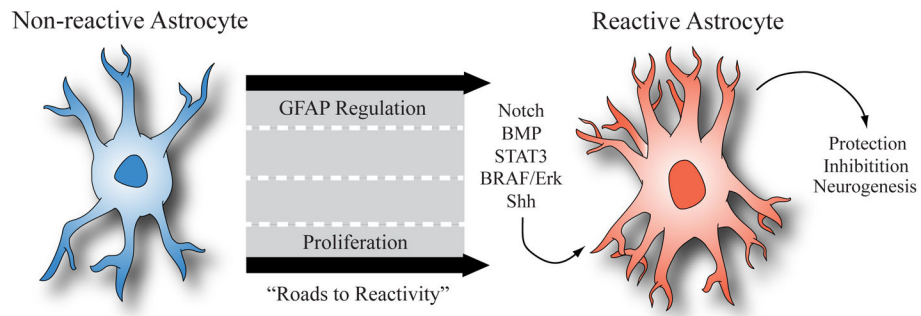 Non-reactive Astrocyte
Reactive Astrocyte
GFAP Regulation
Proliferation
“Roads to Reactivity”
Notch
BMP
STAT3
BRAF/Erk
Shh
Protection
Inhibitition
Neurogenesis